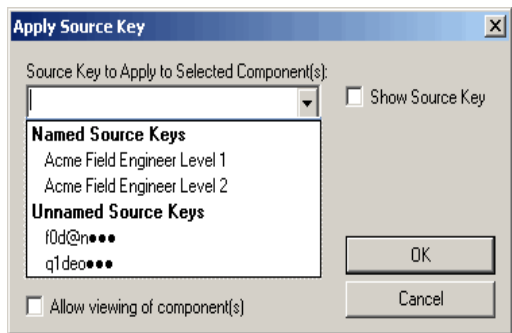 Apply Source Key
Source Key to Apply to Selected Component(s):
Show Source Key
Named Source Keys
Acme Field Engineer Level 1
Acme Field Engineer Level 2
Unnamed Source Keys
f0d@n•••
q1deo•••
OK
Allow viewing of component(s)
Cancel